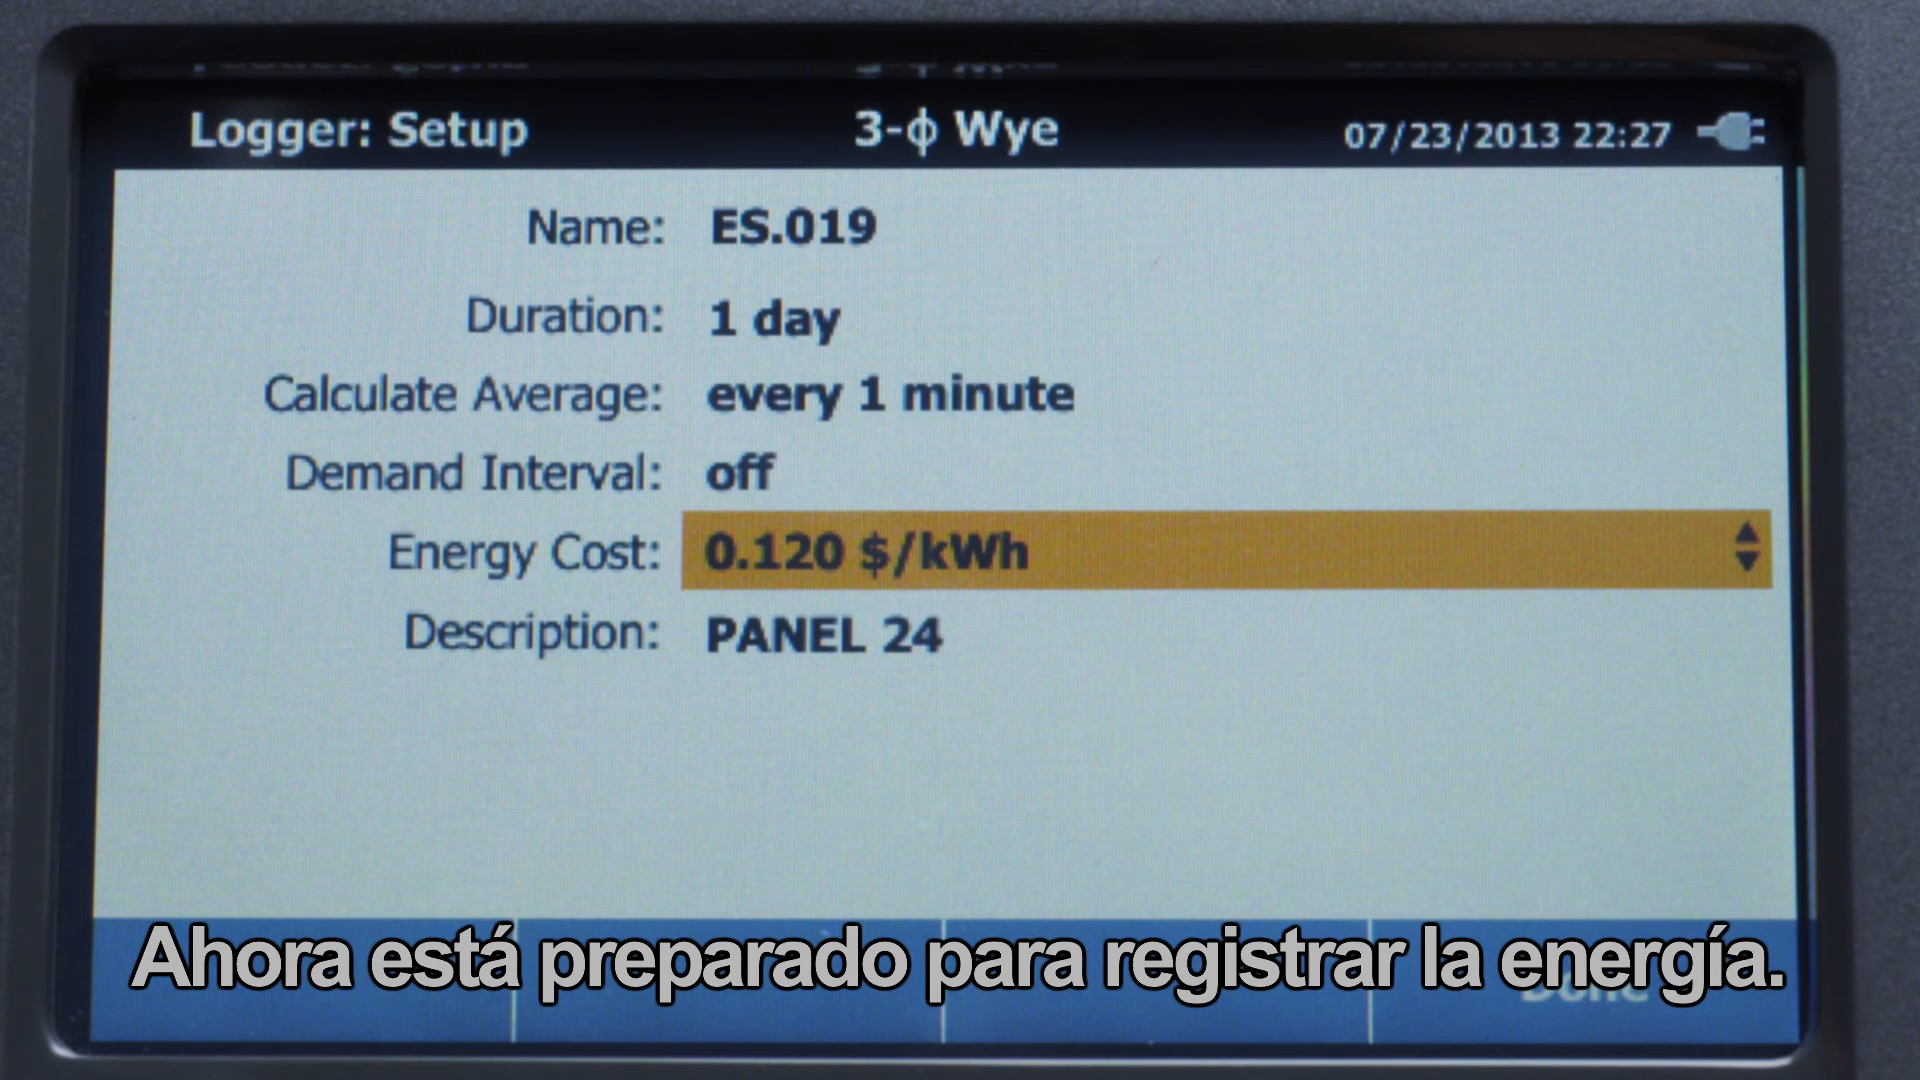 Logger: Setup 3-ϕ Wye 07/23/2013 22:27
Name: ES.019
Duration: 1 day
Calculate Average: every 1 minute
Demand Interval: off
Energy Cost: 0.120 $/kWh
Description: PANEL 24
Ahora está preparado para registrar la energía.
Done